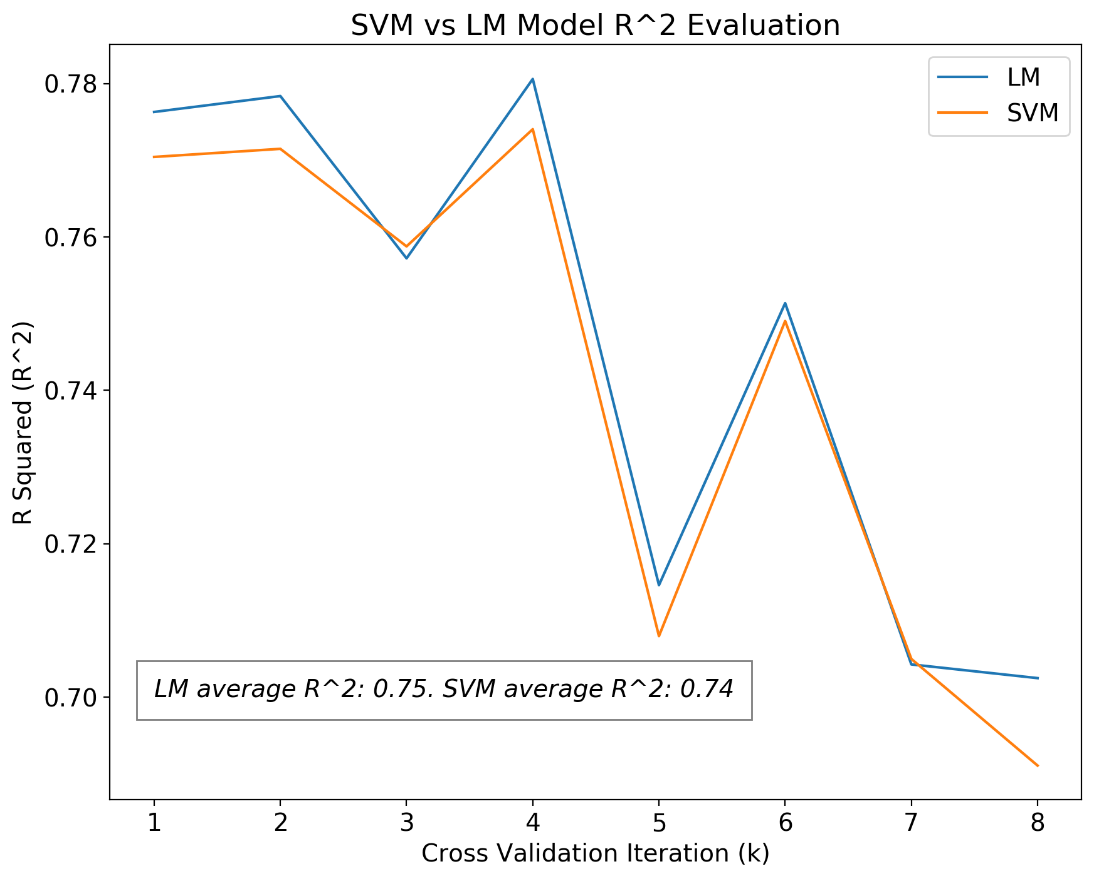 SVM vs LM Model R^2 Evaluation
LM
SVM
0.78
0.76
0.74
0.72
0.70
R Squared (R^2)
LM average R^2: 0.75. SVM average R^2: 0.74
1 2 3 4 5 6 7 8
Cross Validation Iteration (k)